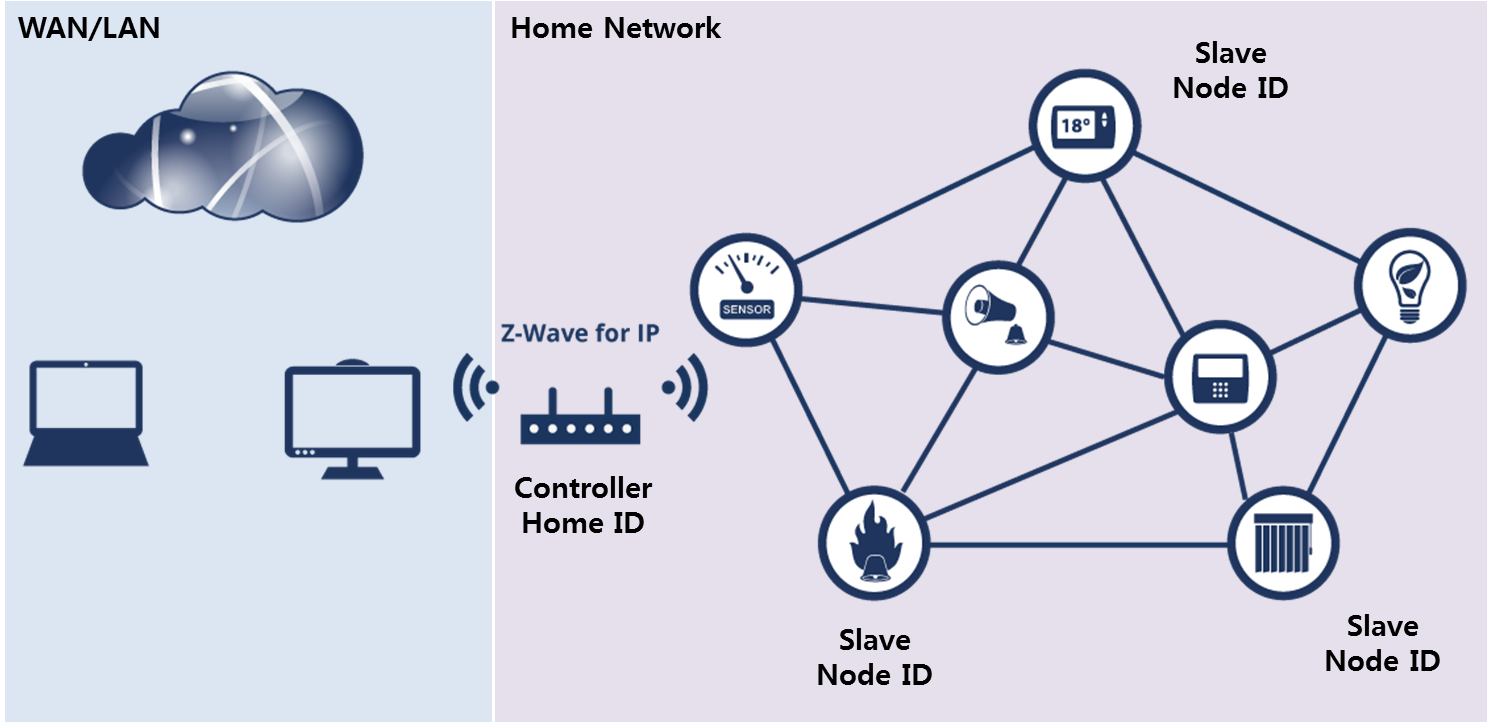 WAN/LAN
Home Network
Slave
Node ID
18°
SENSOR
Z-Wave for IP
Controller
Home ID
Slave
Node ID
Slave
Node ID